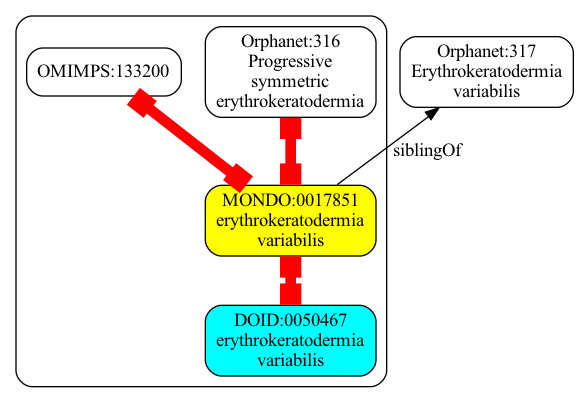 OMIMPS:133200
Orphanet:316
Progressive
symmetric
erythrokeratodermia
Orphanet:317
Erythrokeratodermia
variabilis
siblingOf
MONDO:0017851
erythrokeratodermia
variabilis
DOID:0050467
erythrokeratodermia
variabilis